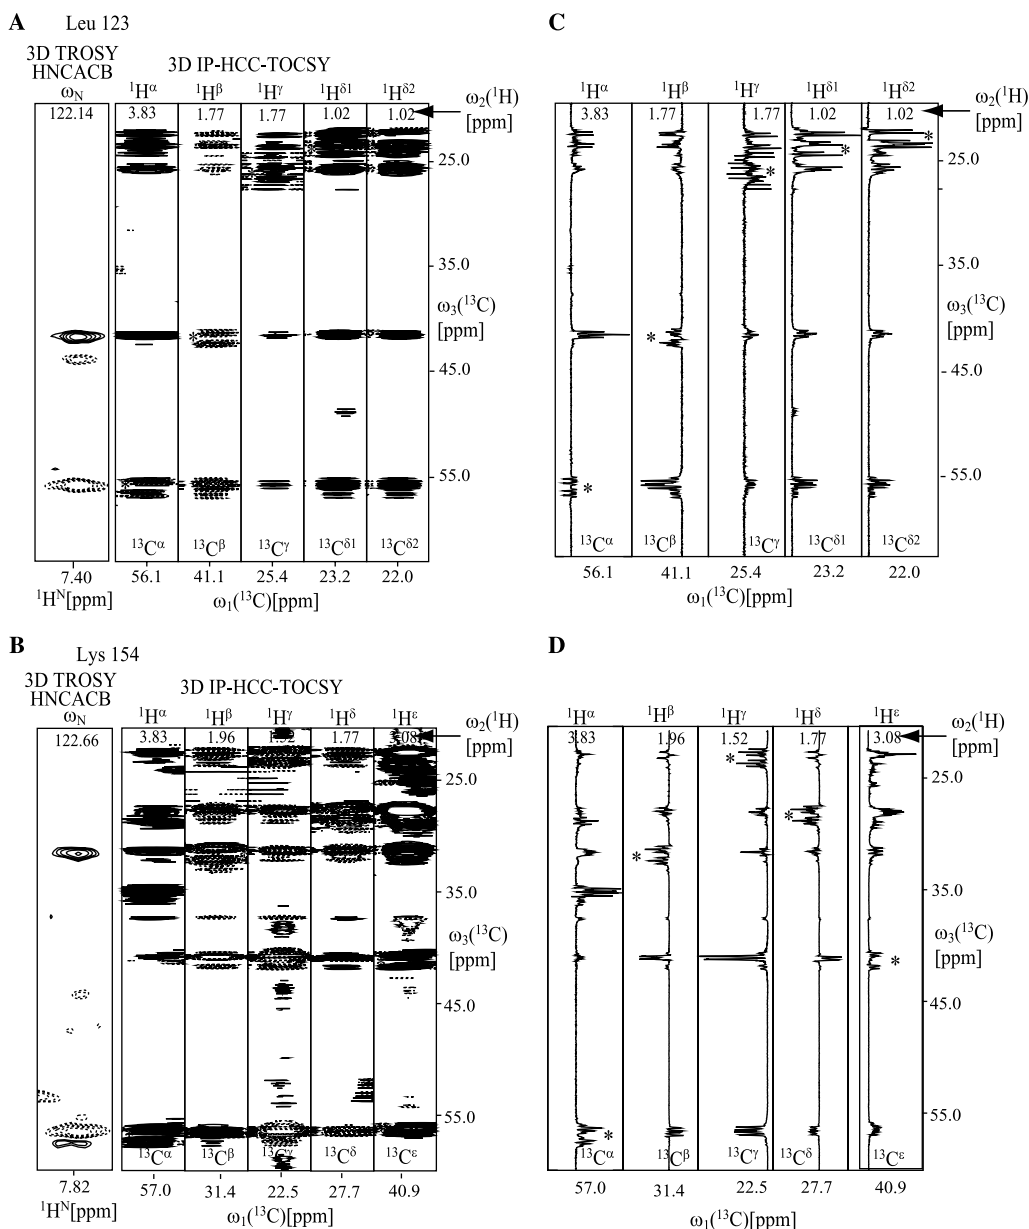 A Leu 123
3D TROSY
HNCACB
3D IP-HCC-TOCSY
ωN ¹Hα ¹Hβ ¹Hγ ¹Hδ1 ¹Hδ2 ω₂(¹H)
122.14 3.83 1.77 1.77 1.02 1.02 [ppm]
25.0
35.0
ω₃(¹³C)
[ppm]
*
45.0
55.0
¹³Cα ¹³Cβ ¹³Cγ ¹³Cδ1 ¹³Cδ2
7.40 56.1 41.1 25.4 23.2 22.0
¹Hᴺ[ppm] ω₁(¹³C)[ppm]
C
¹Hα ¹Hβ ¹Hγ ¹Hδ1 ¹Hδ2 ω₂(¹H)
3.83 1.77 1.77 1.02 1.02 [ppm]
*
*
25.0
*
35.0
ω₃(¹³C)
[ppm]
*
45.0
55.0
*
¹³Cα ¹³Cβ ¹³Cγ ¹³Cδ1 ¹³Cδ2
56.1 41.1 25.4 23.2 22.0
ω₁(¹³C)[ppm]
B Lys 154
3D TROSY
HNCACB
3D IP-HCC-TOCSY
ωN ¹Hα ¹Hβ ¹Hγ ¹Hδ ¹Hε ω₂(¹H)
122.66 3.83 1.96 1.52 1.77 3.08 [ppm]
25.0
35.0
ω₃(¹³C)
[ppm]
45.0
55.0
¹³Cα ¹³Cβ ¹³Cγ ¹³Cδ ¹³Cε
7.82 57.0 31.4 22.5 27.7 40.9
¹Hᴺ[ppm] ω₁(¹³C)[ppm]
D
¹Hα ¹Hβ ¹Hγ ¹Hδ ¹Hε ω₂(¹H)
3.83 1.96 1.52 1.77 3.08 [ppm]
*
25.0
*
*
35.0
ω₃(¹³C)
[ppm]
*
45.0
55.0
*
¹³Cα ¹³Cβ ¹³Cγ ¹³Cδ ¹³Cε
57.0 31.4 22.5 27.7 40.9
ω₁(¹³C)[ppm]